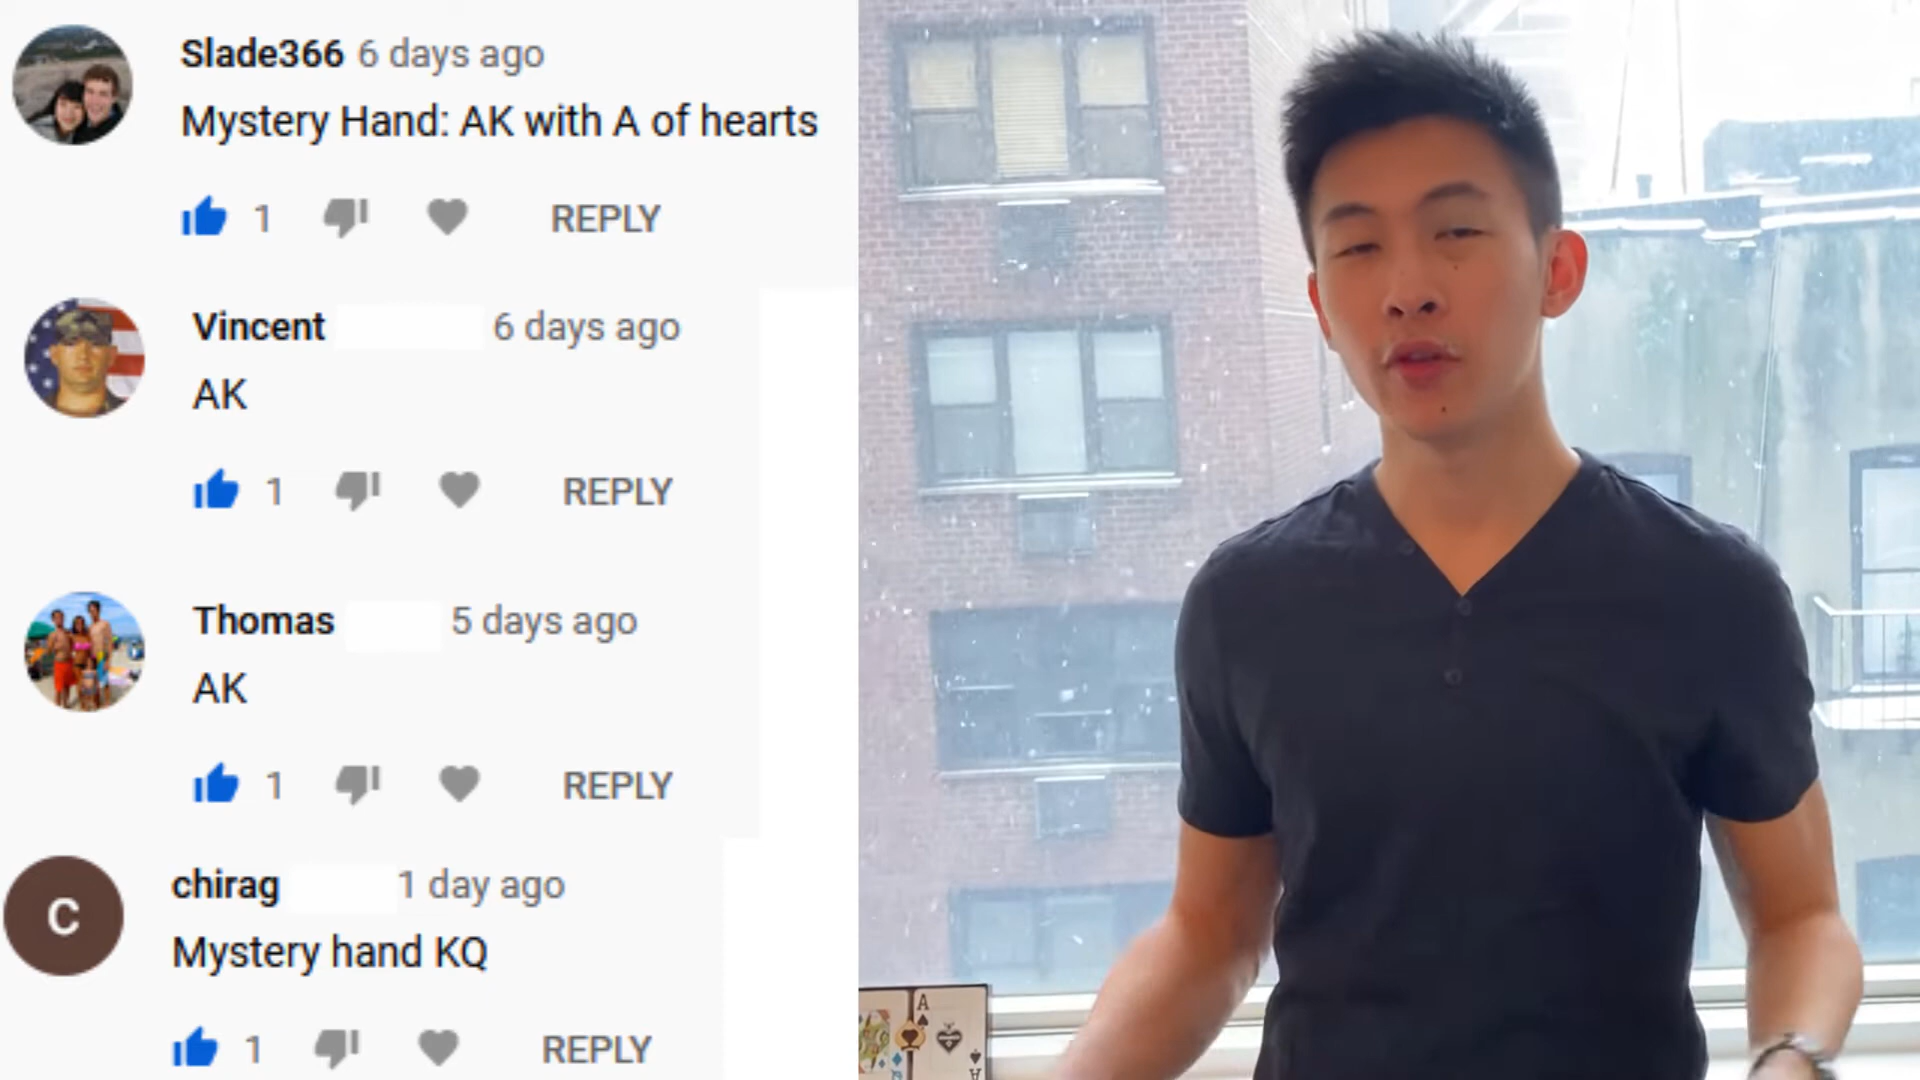 Slade366 6 days ago
Mystery Hand: AK with A of hearts
1 REPLY
Vincent 6 days ago
AK
1 REPLY
Thomas 5 days ago
AK
1 REPLY
C
chirag 1 day ago
Mystery hand KQ
1 REPLY
A
A